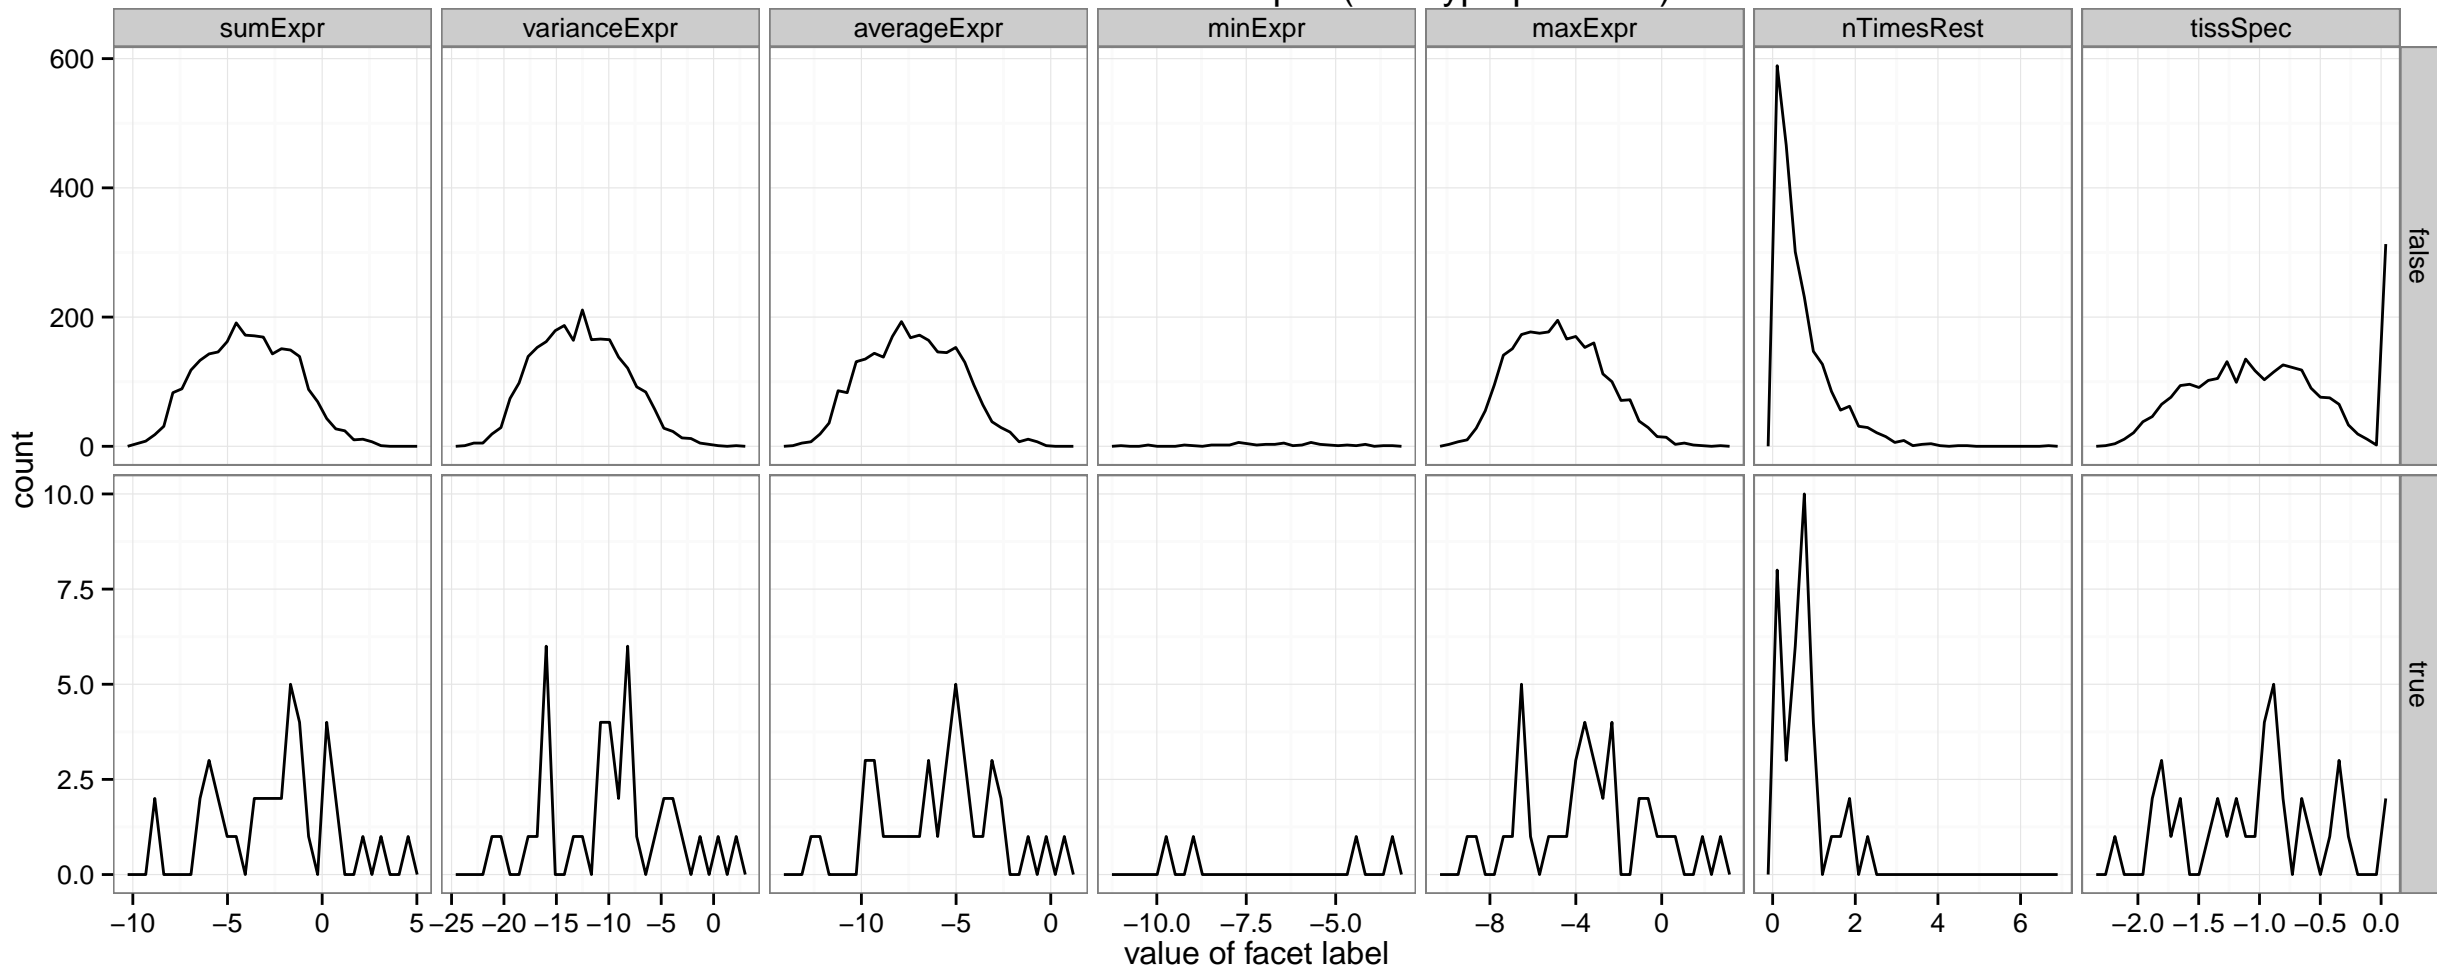 sumExpr varianceExpr averageExpr minExpr maxExpr nTimesRest tissSpec
600
400
200
0
false
count
10.0
7.5
5.0
2.5
0.0
true
−10 −5 0 5 −25 −20 −15 −10 −5 0 −10 −5 0 −10.0 −7.5 −5.0 −8 −4 0 0 2 4 6 −2.0 −1.5 −1.0 −0.5 0.0
value of facet label